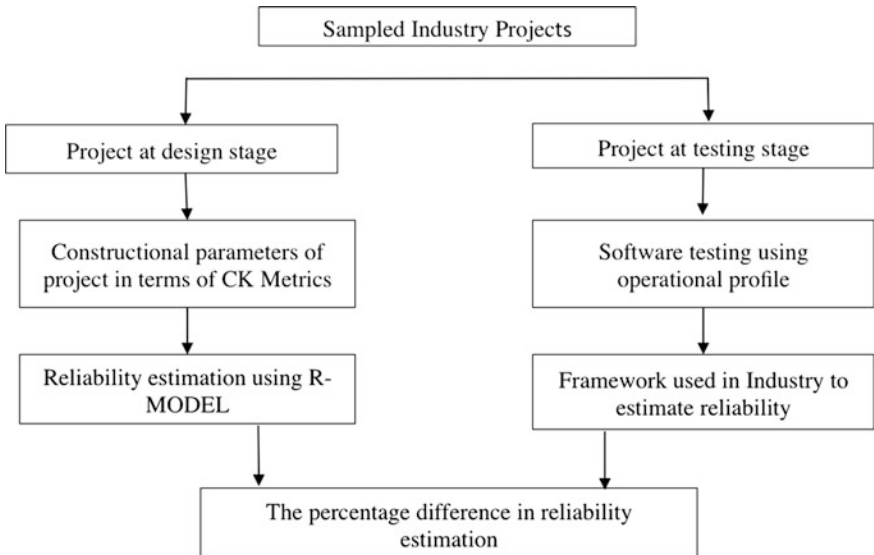 Sampled Industry Projects
Project at design stage
Project at testing stage
Constructional parameters of
project in terms of CK Metrics
Software testing using
operational profile
Reliability estimation using R-
MODEL
Framework used in Industry to
estimate reliability
The percentage difference in reliability
estimation